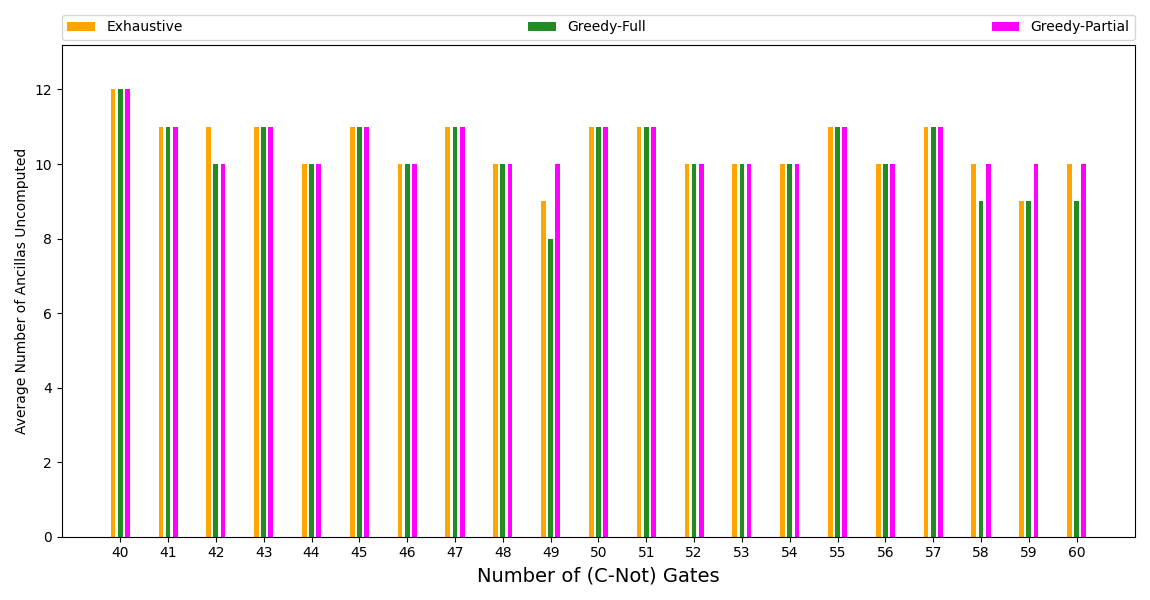 Exhaustive Greedy-Full Greedy-Partial
Average Number of Ancillas Uncomputed
12
10
8
6
4
2
0
40 41 42 43 44 45 46 47 48 49 50 51 52 53 54 55 56 57 58 59 60
Number of (C-Not) Gates